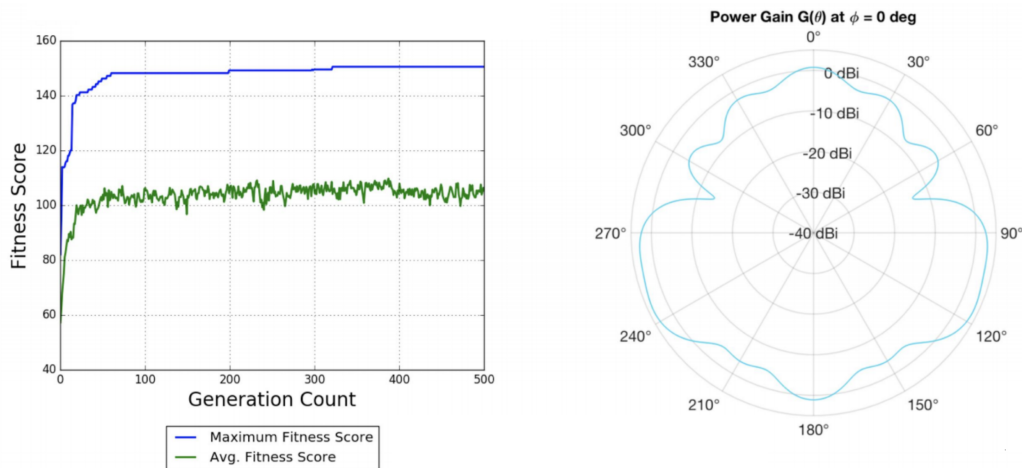 160
140
120
100
80
60
40
Fitness Score
0 100 200 300 400 500
Generation Count
Maximum Fitness Score
Avg. Fitness Score
Power Gain G(θ) at ϕ = 0 deg
0°
330° 30°
0 dBi
-10 dBi
300° 60°
-20 dBi
-30 dBi
270° -40 dBi 90°
240° 120°
210° 150°
180°